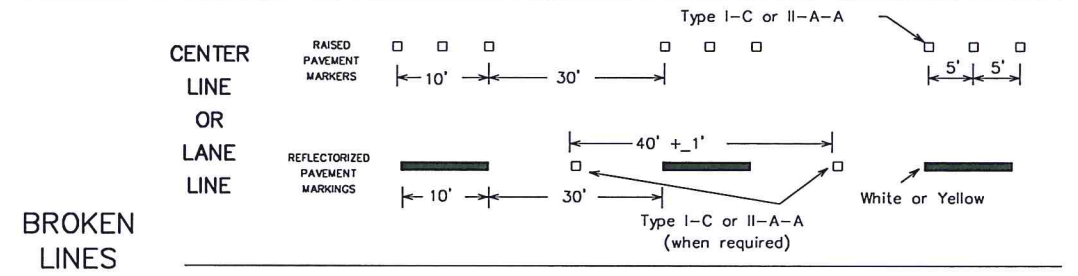 Type I-C or II-A-A
CENTER
LINE
OR
LANE
LINE
RAISED
PAVEMENT
MARKERS
10'
30'
5'
5'
40' +_1'
REFLECTORIZED
PAVEMENT
MARKINGS
10'
30'
Type I-C or II-A-A
(when required)
White or Yellow
BROKEN
LINES